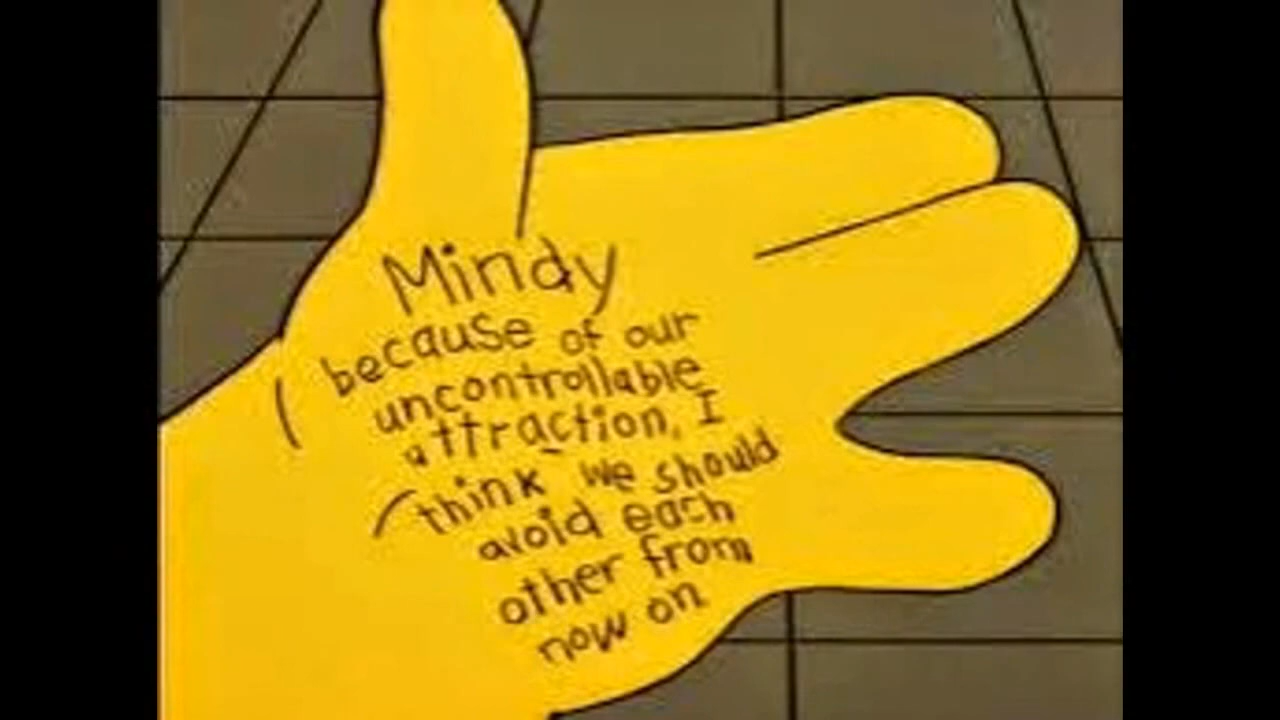 Mindy
because of our
uncontrollable
attraction, I
think we should
avoid each
other from
now on